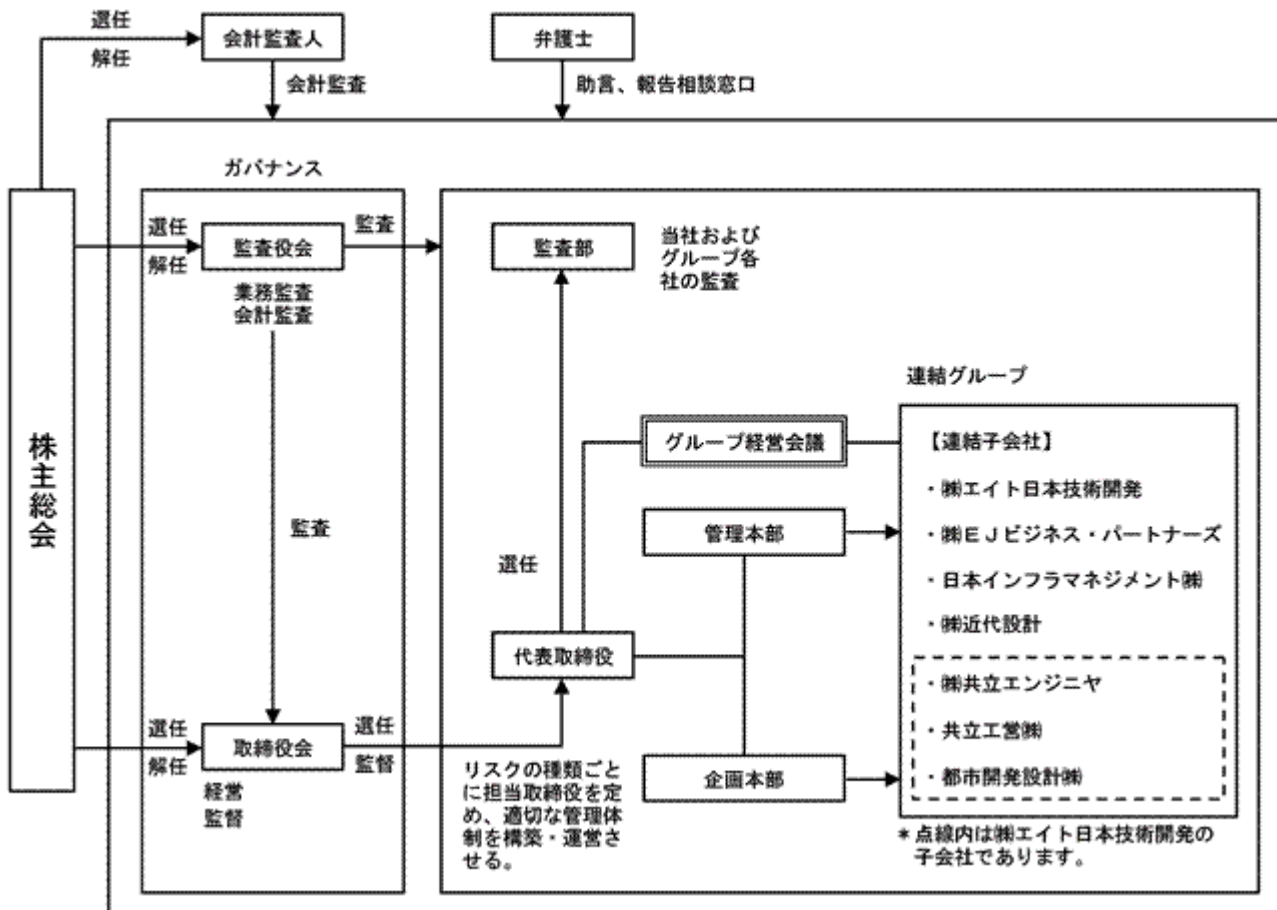 選任
解任
会計監査人
会計監査
弁護士
助言、報告相談窓口
ガバナンス
株主総会
選任
解任
監査役会
監査
業務監査
会計監査
監査
選任
解任
取締役会
選任
監督
経営
監督
監査部
当社および
グループ各
社の監査
選任
代表取締役
リスクの種類ごと
に担当取締役を定
め、適切な管理体
制を構築・運営さ
せる。
グループ経営会議
管理本部
企画本部
連結グループ
【連結子会社】
・㈱エイト日本技術開発
・㈱EJビジネス・パートナーズ
・日本インフラマネジメント㈱
・㈱近代設計
・㈱共立エンジニヤ
・共立工営㈱
・都市開発設計㈱
＊点線内は㈱エイト日本技術開発の
子会社であります。